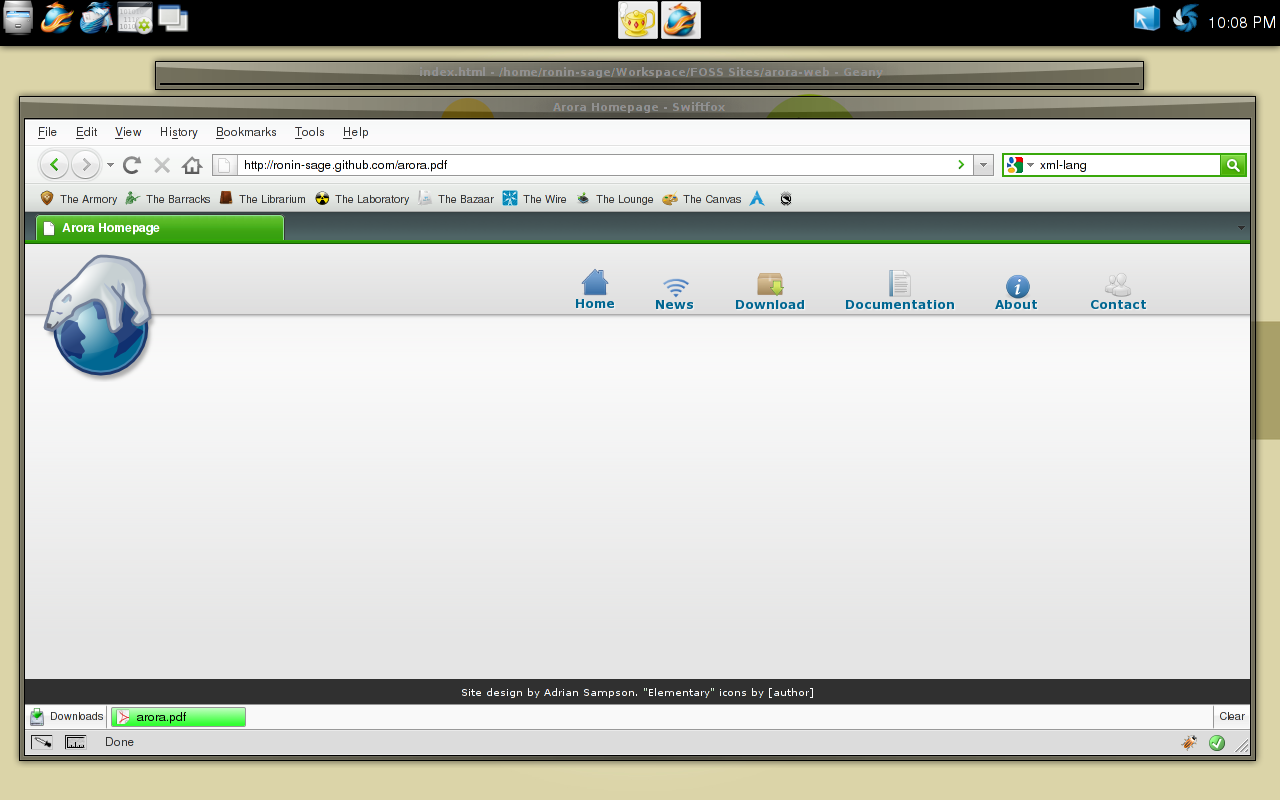 10:08 PM
index.html - /home/ronin-sage/Workspace/FOSS Sites/arora-web - Geany
Arora Homepage - Swiftfox
File Edit View History Bookmarks Tools Help
http://ronin-sage.github.com/arora.pdf xml-lang
The Armory The Barracks The Librarium The Laboratory The Bazaar The Wire The Lounge The Canvas
Arora Homepage
Home News Download Documentation About Contact
Site design by Adrian Sampson. "Elementary" icons by [author]
Downloads arora.pdf Clear
Done